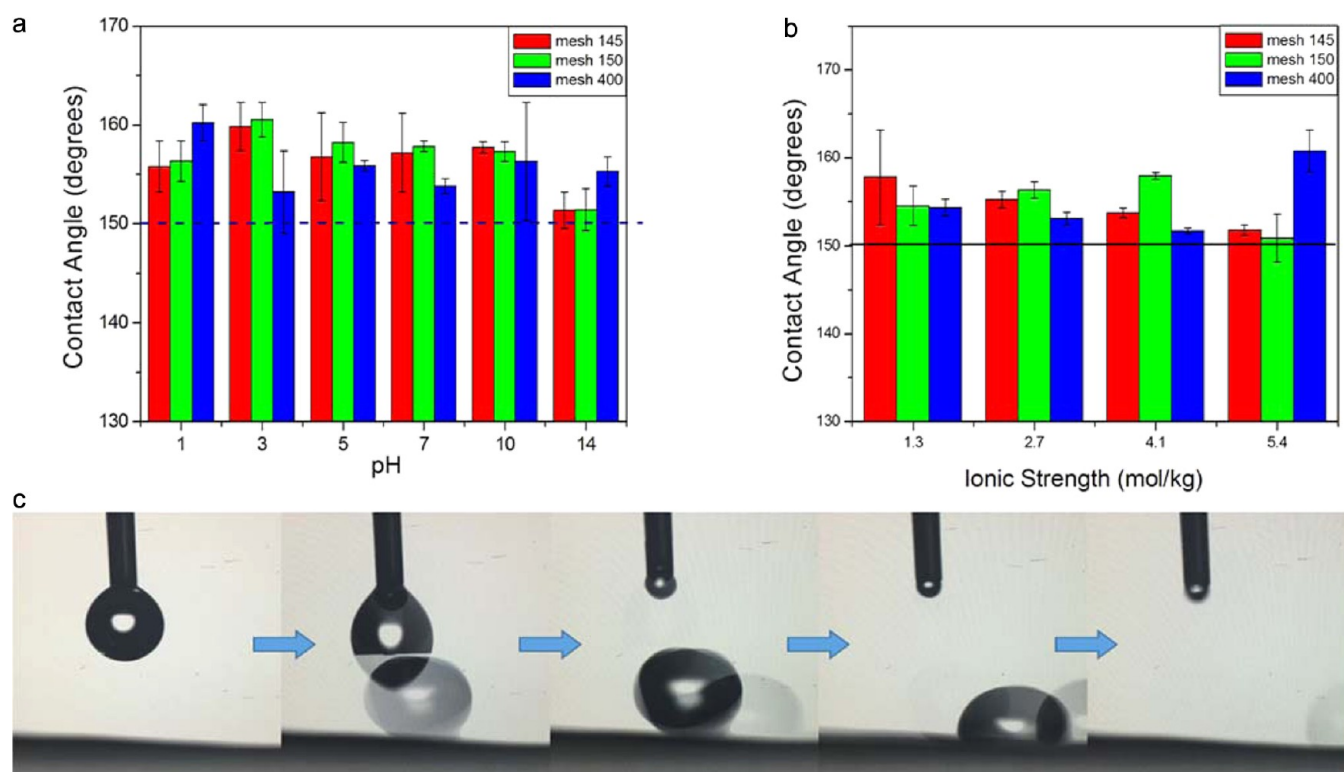 a
170
160
150
140
130
Contact Angle (degrees)
mesh 145
mesh 150
mesh 400
1 3 5 7 10 14
pH
b
170
160
150
140
130
Contact Angle (degrees)
mesh 145
mesh 150
mesh 400
1.3 2.7 4.1 5.4
Ionic Strength (mol/kg)
c